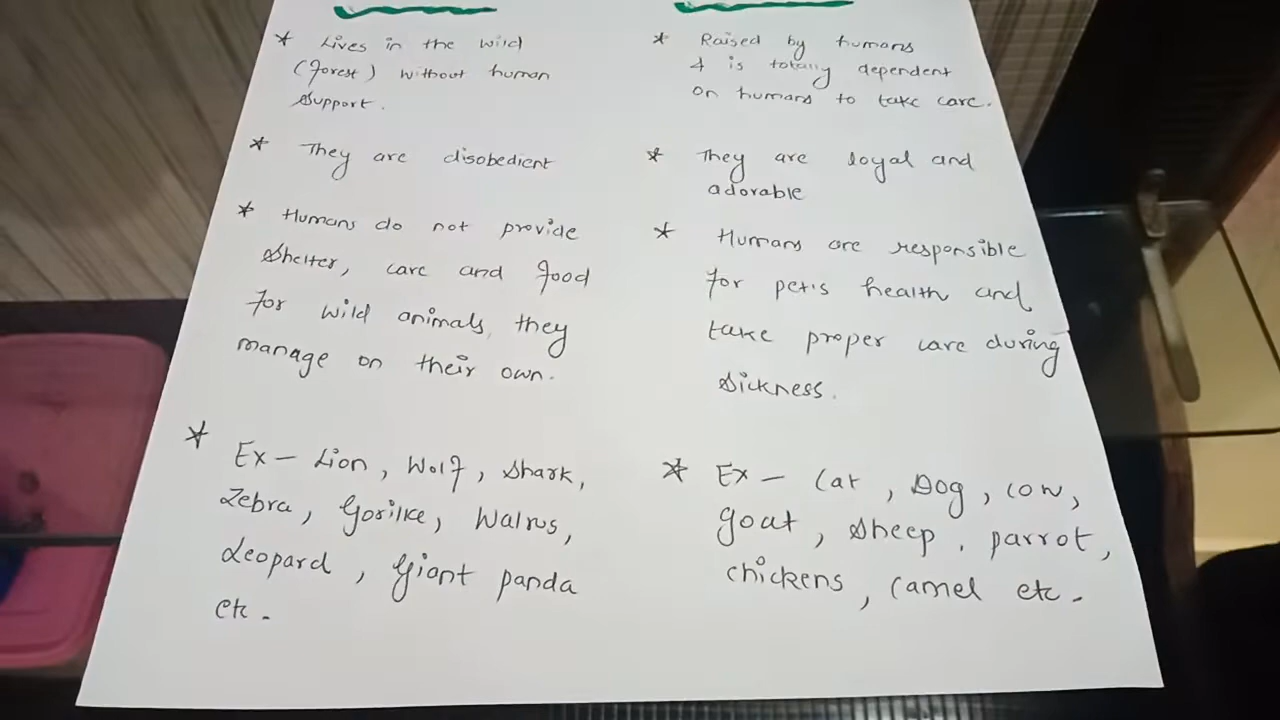 * Lives in the wild
(forest) without human
support.
* They are disobedient
* Humans do not provide
shelter, care and food
for wild animals, they
manage on their own.
* Ex - Lion, Wolf, Shark,
Zebra, Gorilke, Walrus,
Leopard, Giant panda
etc.
* Raised by humans
& is totally dependent
on humans to take care.
* They are loyal and
adorable
* Humans are responsible
for pet's health and
take proper care during
sickness.
* Ex - Cat, Dog, cow,
goat, sheep, parrot,
chickens, camel etc.